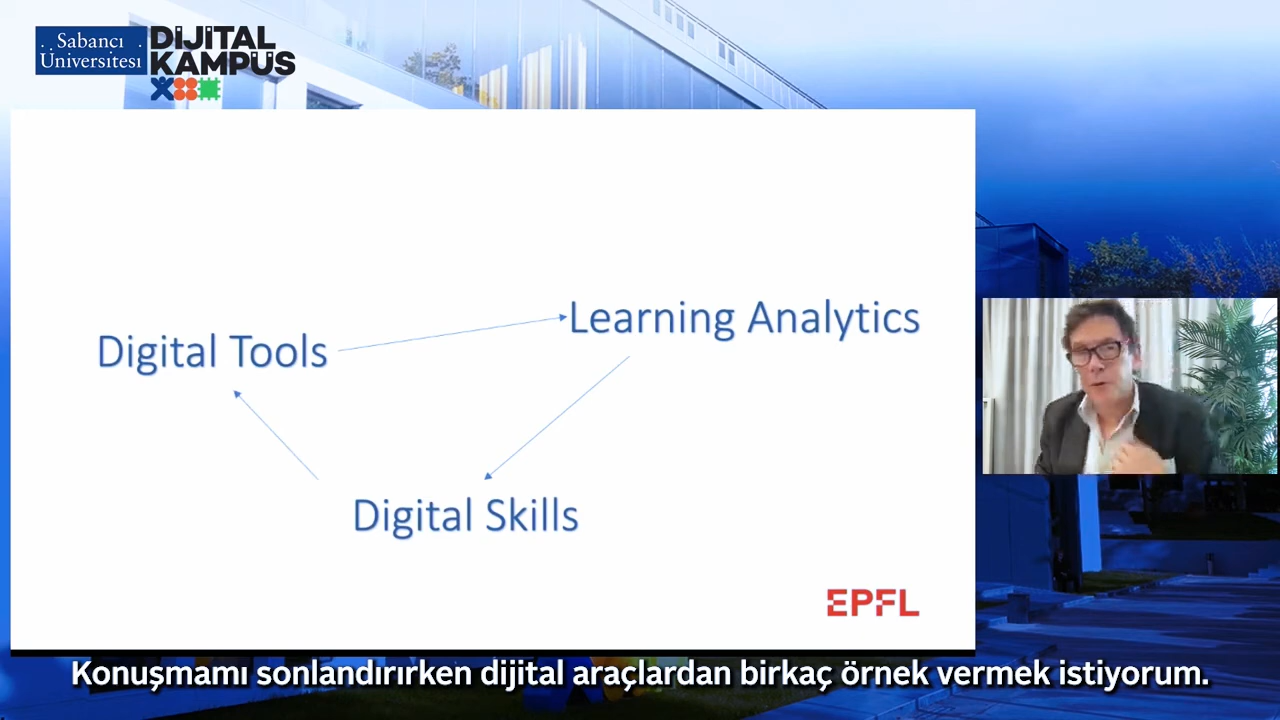 Sabancı
Üniversitesi
DİJİTAL
KAMPÜS
Learning Analytics
Digital Tools
Digital Skills
EPFL
Konuşmamı sonlandırırken dijital araçlardan birkaç örnek vermek istiyorum.